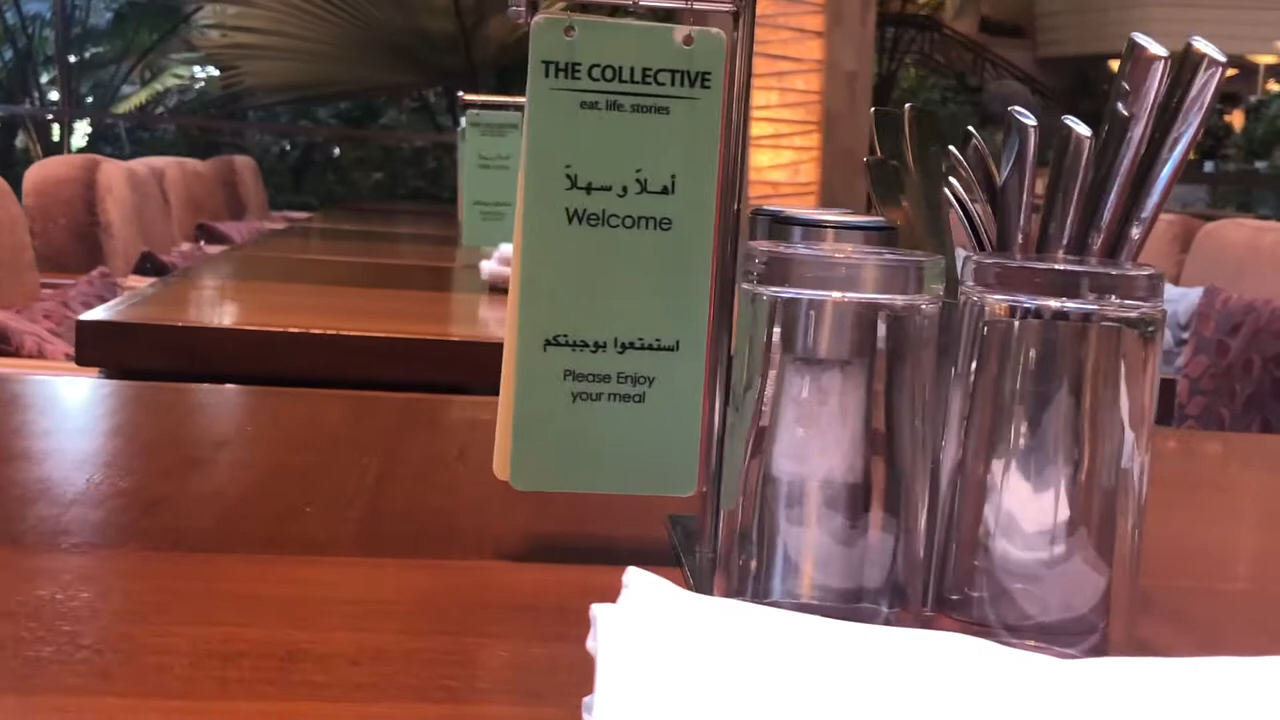 THE COLLECTIVE
eat. life. stories
أهلاً و سهلاً
Welcome
استمتعوا بوجبتكم
Please Enjoy
your meal